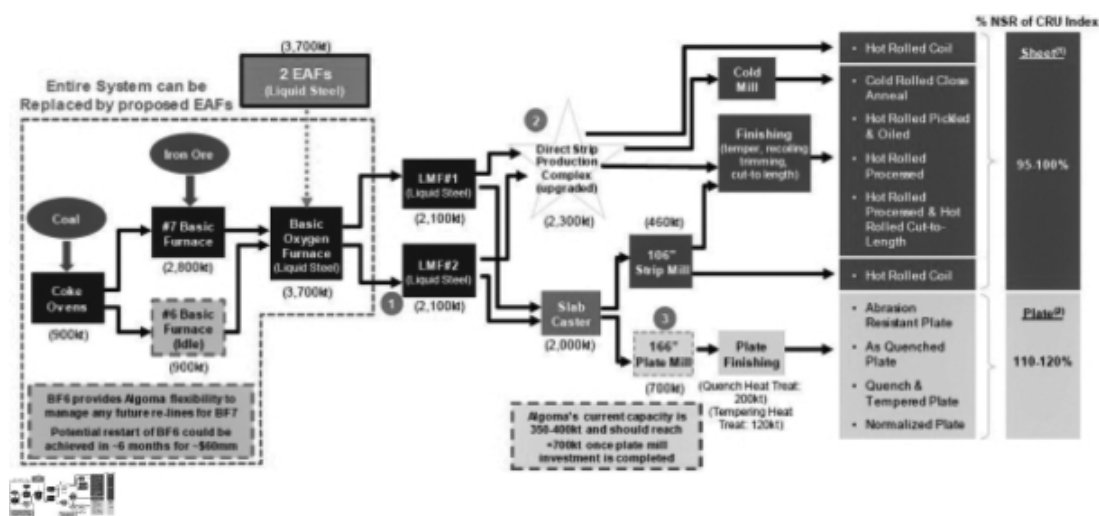 % NSR of CRU Index
(3,700kt)
2 EAFs
(Liquid Steel)
Entire System can be
Replaced by proposed EAFs
Iron Ore
Coal
#7 Basic
Furnace
(2,800kt)
Coke
Ovens
(900kt)
#6 Basic
Furnace
(Idle)
(900kt)
Basic
Oxygen
Furnace
(Liquid Steel)
(3,700kt)
BF6 provides Algoma flexibility to
manage any future re-lines for BF7
Potential restart of BF6 could be
achieved in ~6 months for ~$60mm
LMF#1
(Liquid Steel)
(2,100kt)
1
LMF#2
(Liquid Steel)
(2,100kt)
2
Direct Strip
Production
Complex
(upgraded)
(2,300kt)
Slab
Caster
(2,000kt)
Cold
Mill
Finishing
(temper, recoiling
trimming,
cut-to length)
(460kt)
106"
Strip Mill
3
166"
Plate Mill
(700kt)
Plate
Finishing
(Quench Heat Treat:
200kt)
(Tempering Heat
Treat: 120kt)
Algoma's current capacity is
350-400kt and should reach
+700kt once plate mill
investment is completed
• Hot Rolled Coil
• Cold Rolled Close
Anneal
• Hot Rolled Pickled
& Oiled
• Hot Rolled
Processed
• Hot Rolled
Processed & Hot
Rolled Cut-to-
Length
• Hot Rolled Coil
• Abrasion
Resistant Plate
• As Quenched
Plate
• Quench &
Tempered Plate
• Normalized Plate
Sheet(1)
95-100%
Plate(2)
110-120%